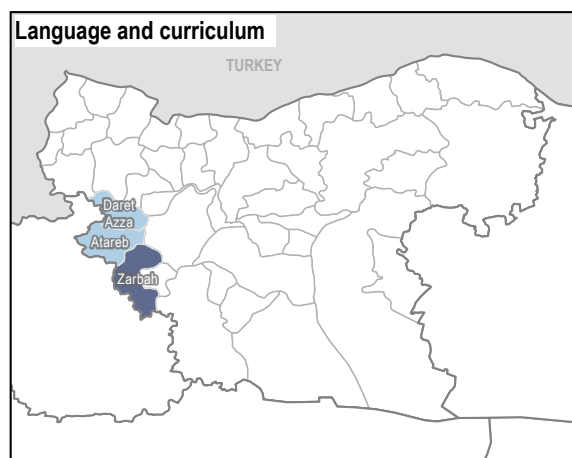 Language and curriculum
TURKEY
Daret
Azza
Atareb
Zarbah